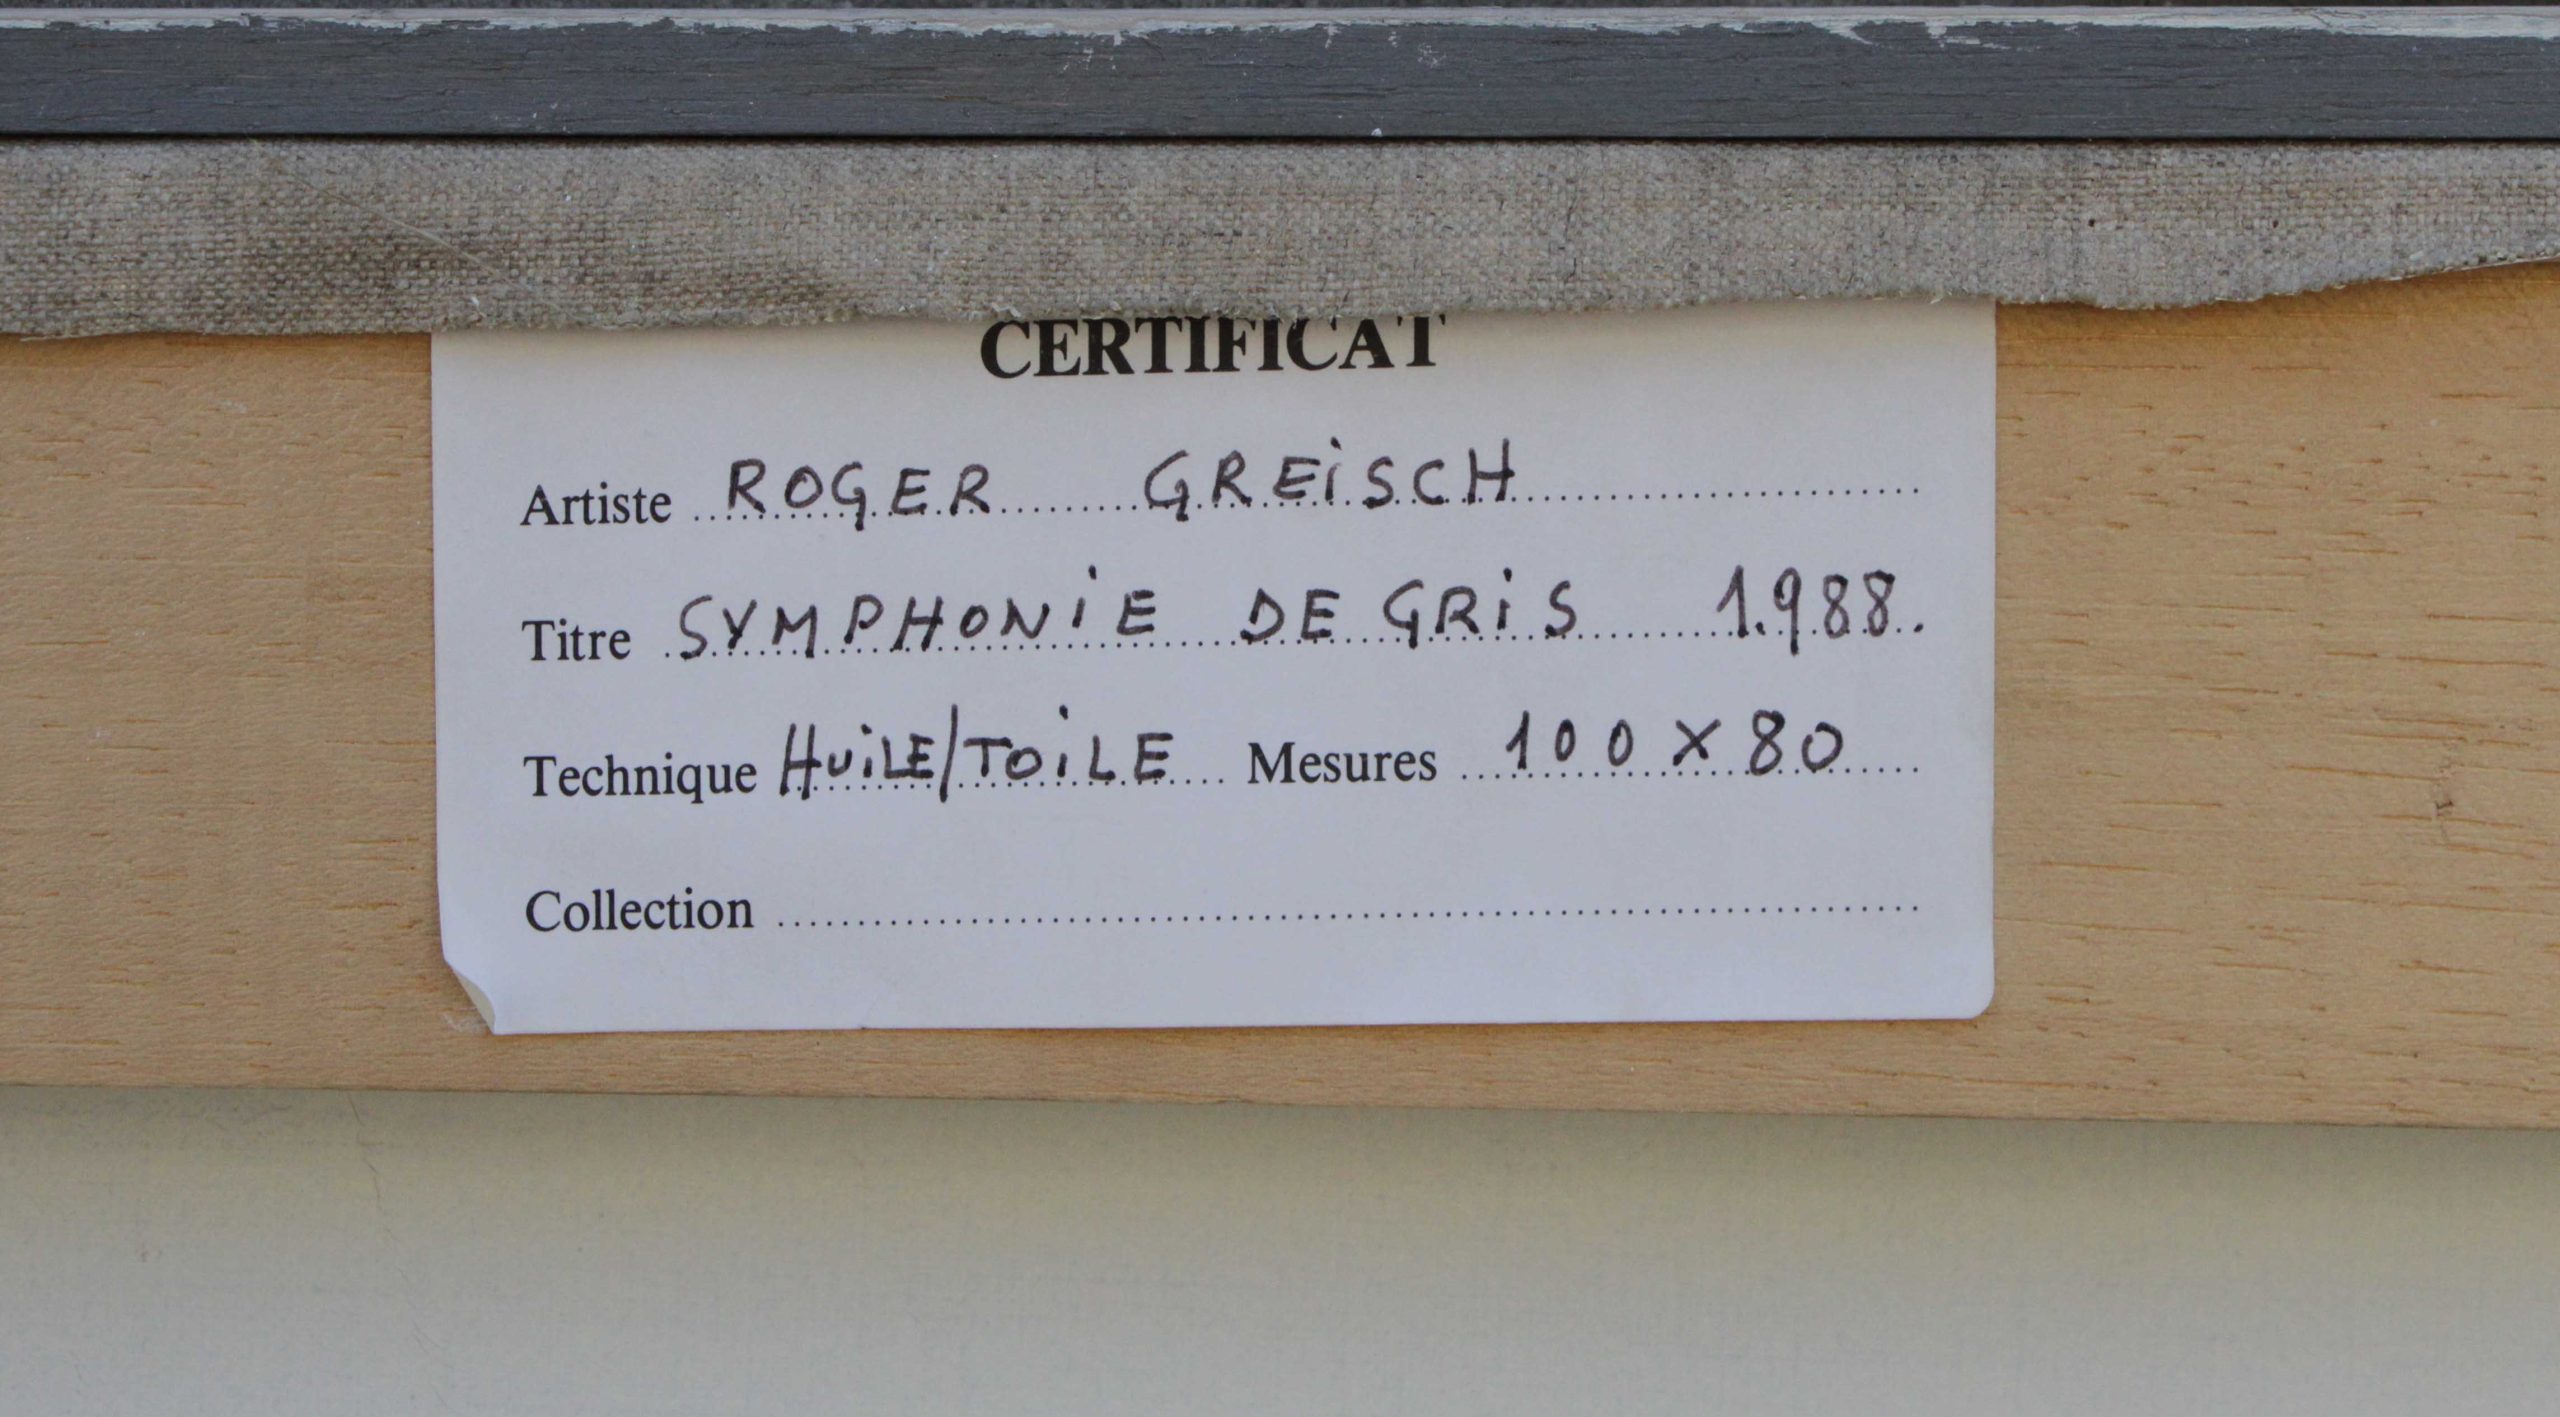 CERTIFICAT
Artiste ROGER GREiSCH
Titre SYMPHONiE DE GRiS 1.988.
Technique HUiLE/TOiLE Mesures 100 x 80
Collection